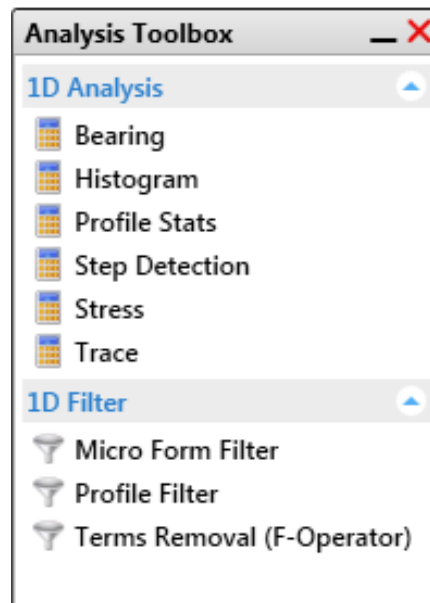 Analysis Toolbox
1D Analysis
Bearing
Histogram
Profile Stats
Step Detection
Stress
Trace
1D Filter
Micro Form Filter
Profile Filter
Terms Removal (F-Operator)